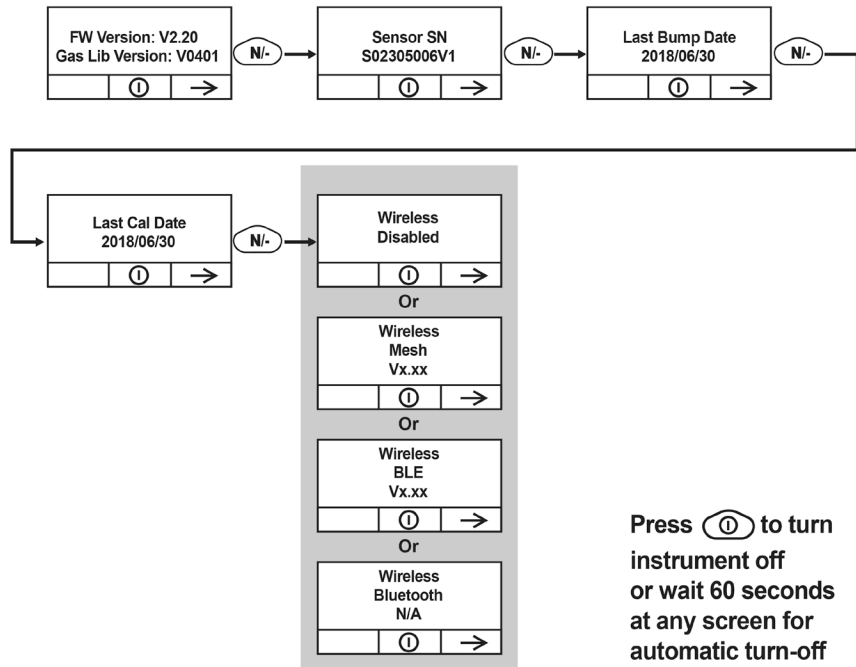 FW Version: V2.20
Gas Lib Version: V0401
N/-
Sensor SN
S02305006V1
N/-
Last Bump Date
2018/06/30
N/-
Last Cal Date
2018/06/30
N/-
Wireless
Disabled
Or
Wireless
Mesh
Vx.xx
Or
Wireless
BLE
Vx.xx
Or
Wireless
Bluetooth
N/A
Press to turn
instrument off
or wait 60 seconds
at any screen for
automatic turn-off